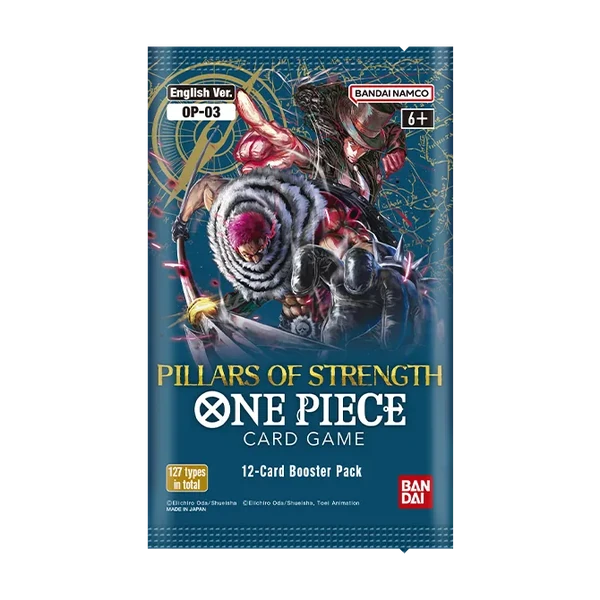 English Ver.
OP-03
BANDAI NAMCO
6+
PILLARS OF STRENGTH
ONE PIECE
CARD GAME
12-Card Booster Pack
127 types
in total
BAN
DAI
©Eiichiro Oda/Shueisha ©Eiichiro Oda/Shueisha, Toei Animation
MADE IN JAPAN